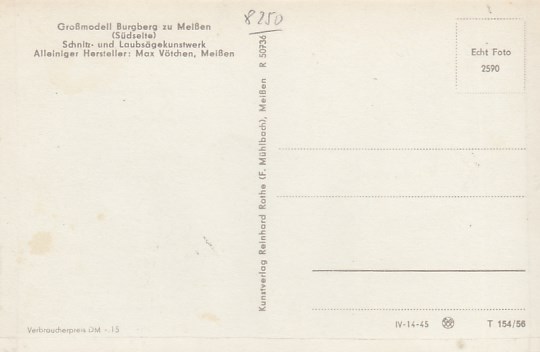 Großmodell Burgberg zu Meißen
(Südseite)
Schnitz- und Laubsägekunstwerk
Alleiniger Hersteller: Max Vötchen, Meißen
8250
Kunstverlag Reinhard Rothe (F. Mühlbach), Meißen R 50736
Echt Foto
2590
Verbraucherpreis DM -.15
IV-14-45 T 154/56